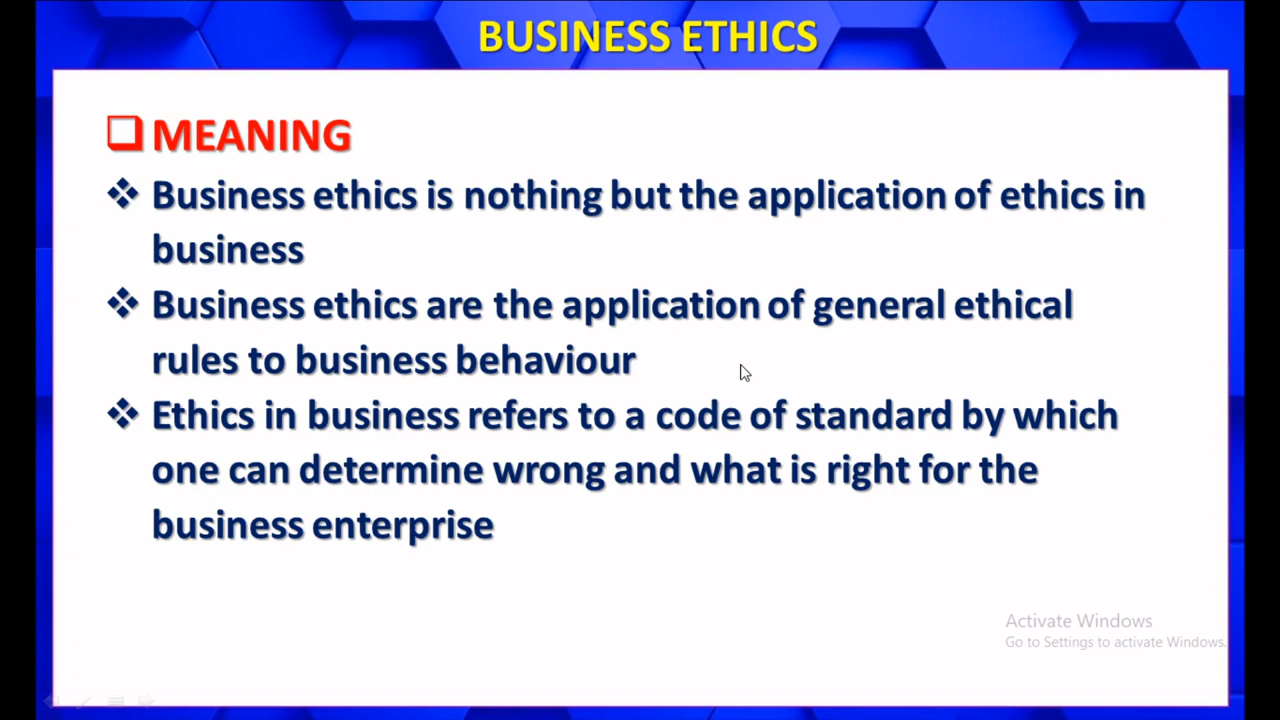 BUSINESS ETHICS
MEANING
Business ethics is nothing but the application of ethics in
business
Business ethics are the application of general ethical
rules to business behaviour
Ethics in business refers to a code of standard by which
one can determine wrong and what is right for the
business enterprise
Activate Windows
Go to Settings to activate Windows.